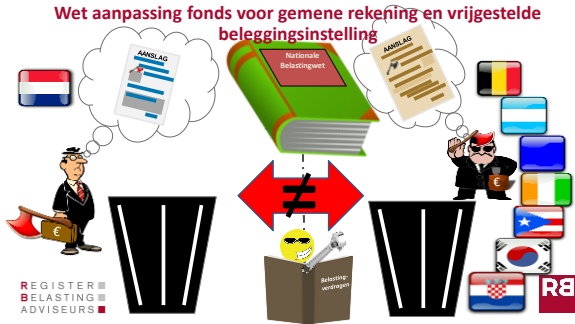 Wet aanpassing fonds voor gemene rekening en vrijgestelde
beleggingsinstelling
AANSLAG
Nationale
Belastingwet
AANSLAG
€
≠
€
Belasting-
verdragen
REGISTER
BELASTING
ADVISEURS
RB